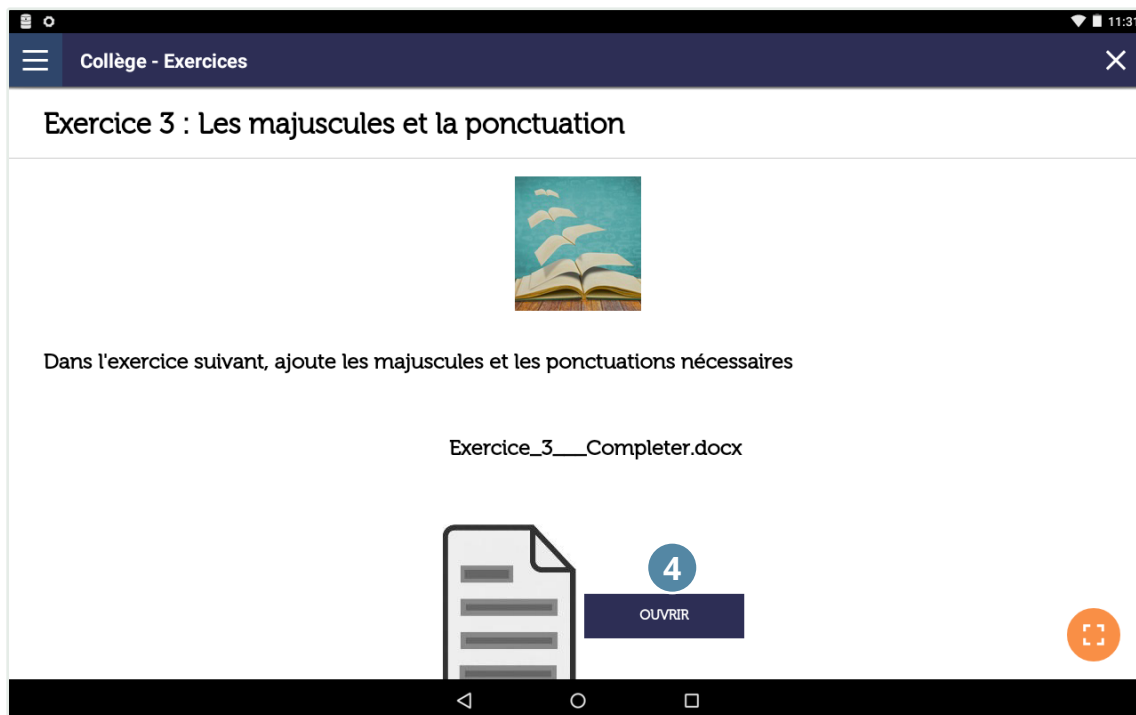 11:31
Collège - Exercices
Exercice 3 : Les majuscules et la ponctuation
Dans l'exercice suivant, ajoute les majuscules et les ponctuations nécessaires
Exercice_3___Completer.docx
4
OUVRIR